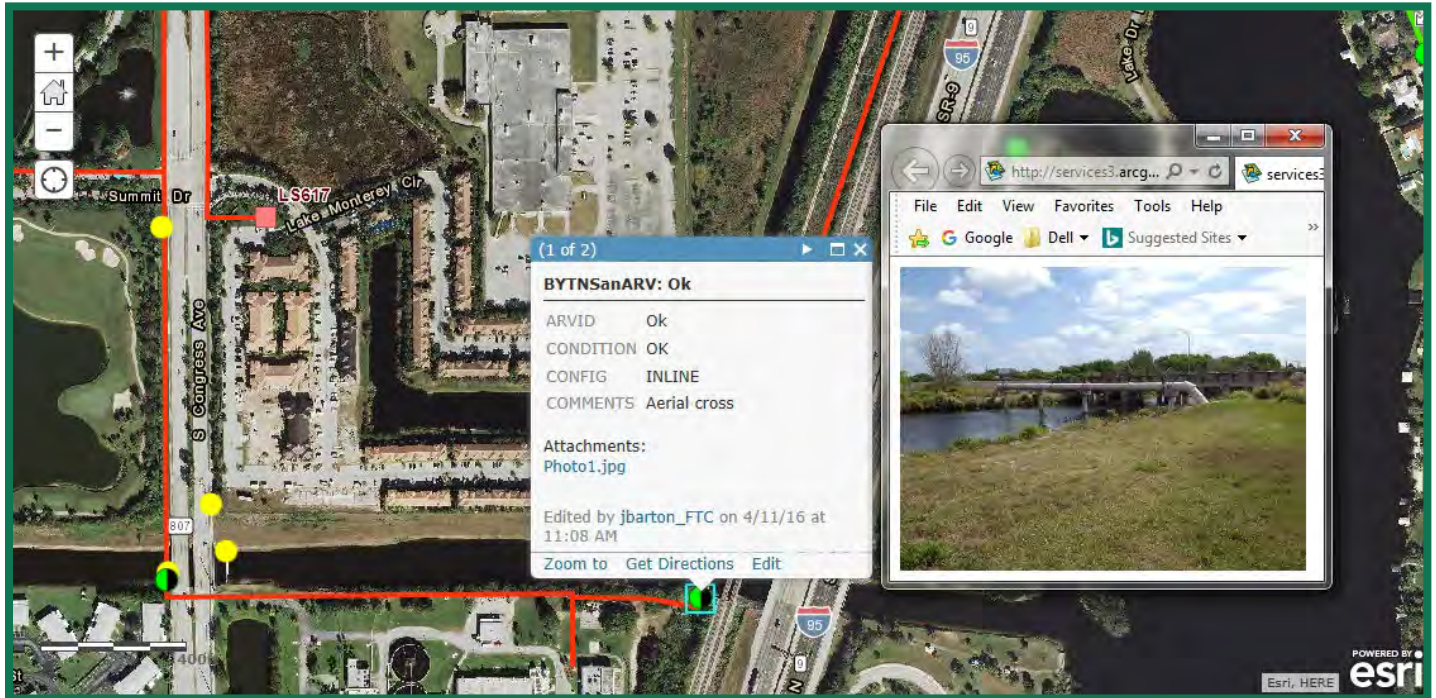 +
−
Summit Dr
LS617
Lake Monterey Cir
S Congress Ave
807
9
95
SR-9
Lake Dr
(1 of 2)
BYTNSanARV: Ok
ARVID Ok
CONDITION OK
CONFIG INLINE
COMMENTS Aerial cross
Attachments:
Photo1.jpg
Edited by jbarton_FTC on 4/11/16 at
11:08 AM
Zoom to Get Directions Edit
http://services3.arcg...
services3
File Edit View Favorites Tools Help
Google Dell Suggested Sites
»
95
9
N
400
st
POWERED BY
esri
Esri, HERE